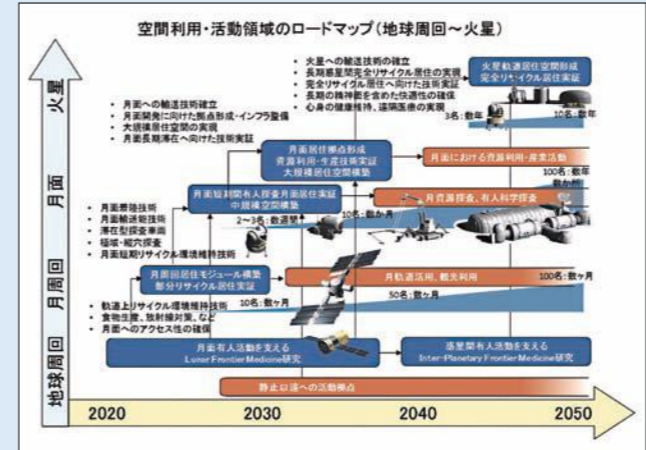 空間利用・活動領域のロードマップ(地球周回～火星)
火星
月面
月周回
地球周回
• 火星への輸送技術の確立
• 長期惑星間完全リサイクル居住の実現
• 完全リサイクル居住へ向けた技術実証
• 長期の精神面を含めた快適性の確保
• 心身の健康維持、遠隔医療の実現
火星軌道居住空間形成
完全リサイクル居住実証
3名:数年
10名:数年
• 月面への輸送技術確立
• 月面開発に向けた拠点形成・インフラ整備
• 大規模居住空間の実現
• 月面長期滞在へ向けた技術実証
月面居住拠点形成
資源利用・生産技術実証
大規模居住空間構築
月面における資源利用・産業活動
100名:数年
数か所
• 月面着陸技術
• 月面輸送能技術
• 滞在型探査車両
• 極域・縦穴探査
• 月面短期リサイクル環境維持技術
月面短期間有人探査月面居住実証
中規模空間構築
2～3名:数週間
10名:数か月
月資源探査、有人科学探査
月周回居住モジュール構築
部分リサイクル居住実証
月軌道活用、観光利用
10名:数ヶ月
50名:数ヶ月
100名:数ヶ月
• 軌道上リサイクル環境維持技術
• 食物生産、放射線対策、など
• 月面へのアクセス性の確保
月面有人活動を支える
Lunar Frontier Medicine研究
惑星間有人活動を支える
Inter-Planetary Frontier Medicine研究
静止以遠への活動拠点
2020
2030
2040
2050